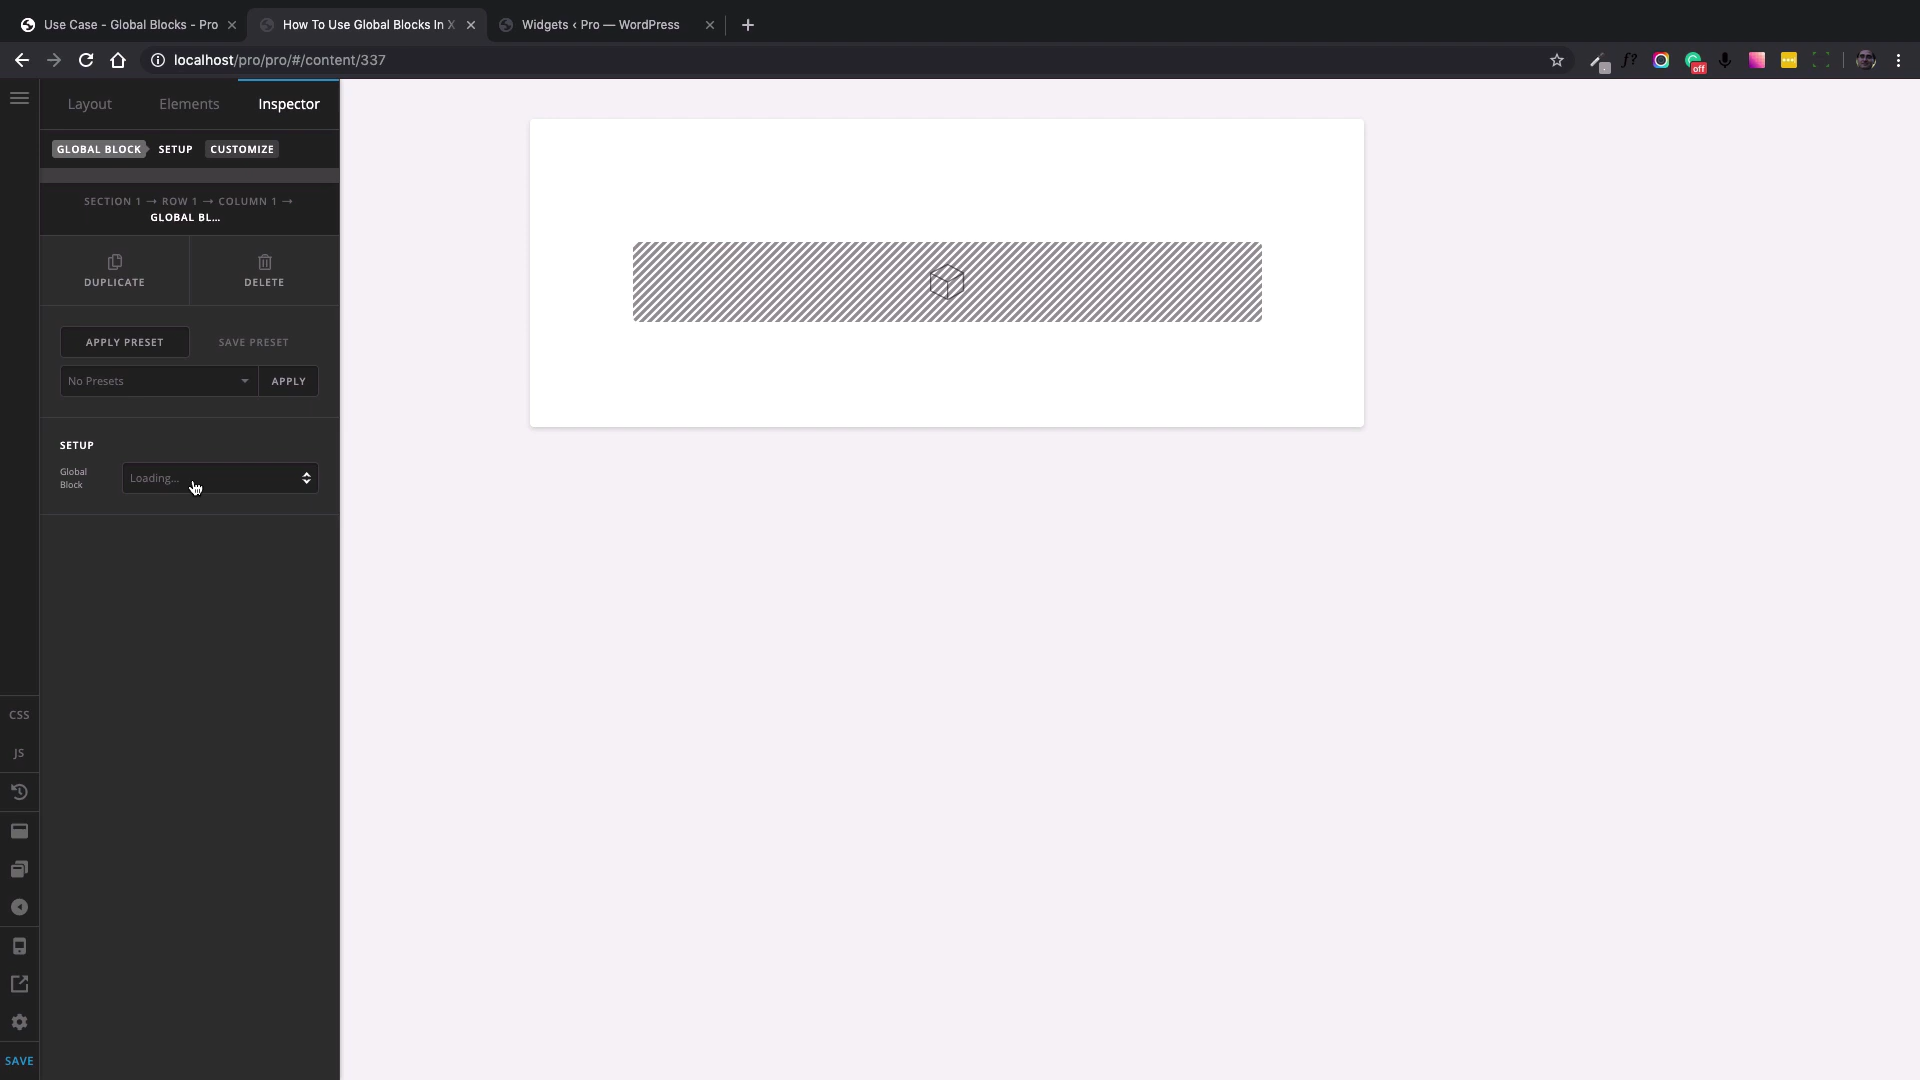 Use Case - Global Blocks - Pro
How To Use Global Blocks In X
Widgets ‹ Pro — WordPress
localhost/pro/pro/#/content/337
f?
off
Layout
Elements
Inspector
GLOBAL BLOCK
SETUP
CUSTOMIZE
SECTION 1 → ROW 1 → COLUMN 1 →
GLOBAL BL...
DUPLICATE
DELETE
APPLY PRESET
SAVE PRESET
No Presets
APPLY
SETUP
Global
Block
Loading...
CSS
JS
SAVE